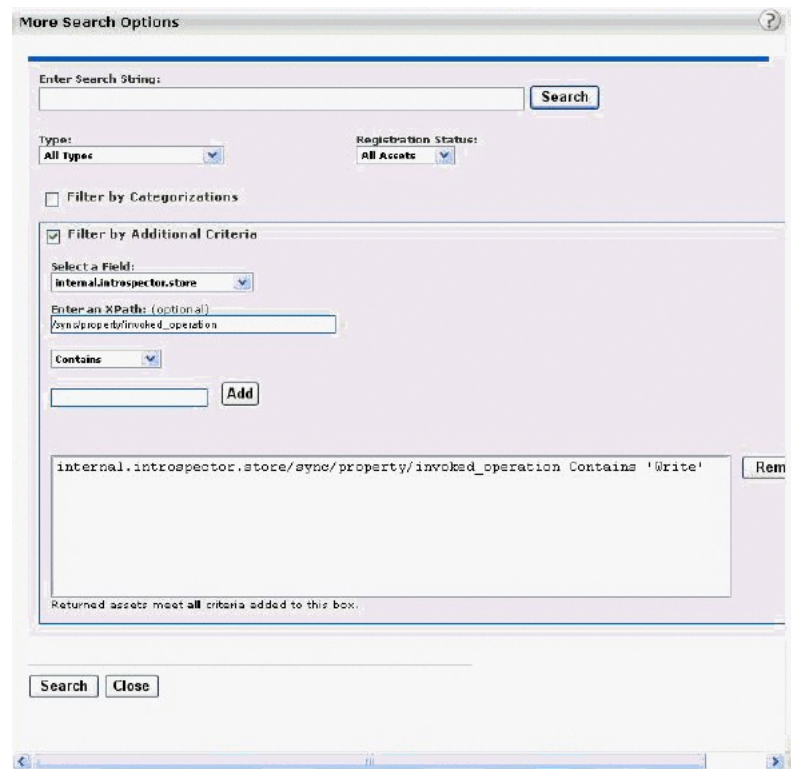 More Search Options
?
Enter Search String:
Search
Type:
Registration Status:
All Types
All Assets
Filter by Categorizations
Filter by Additional Criteria
Select a Field:
internal.introspector.store
Enter an XPath: (optional)
/sync/property/invoked_operation
Contains
Add
internal.introspector.store/sync/property/invoked_operation Contains 'Write'
Rem
Returned assets meet all criteria added to this box.
Search
Close